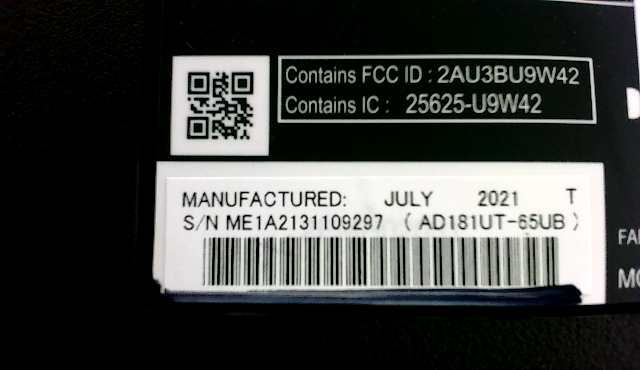 Contains FCC ID : 2AU3BU9W42
Contains IC : 25625-U9W42
MANUFACTURED: JULY 2021 T
S/N ME1A2131109297 ( AD181UT-65UB )